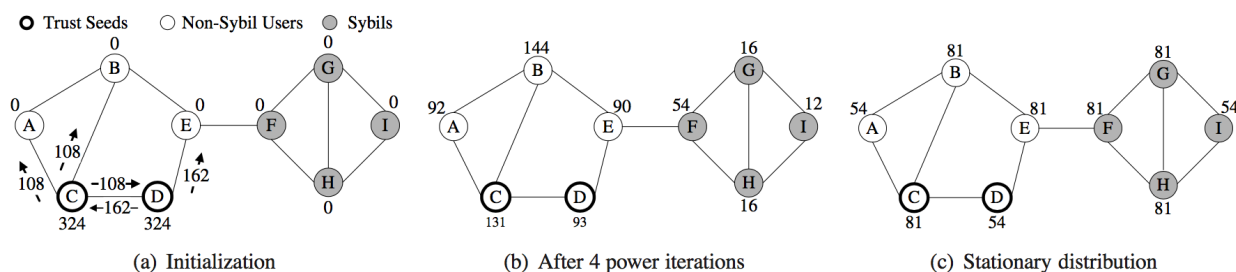 Trust Seeds Non-Sybil Users Sybils
0 0 144 16 81 81
B G B G B G
0 0 0 0 92 90 54 12 54 81 81 54
A E F I A E F I A E F I
108
108 162
C -108 D H C D H C D H
162
324 324 0 131 93 16 81 54 81
(a) Initialization (b) After 4 power iterations (c) Stationary distribution